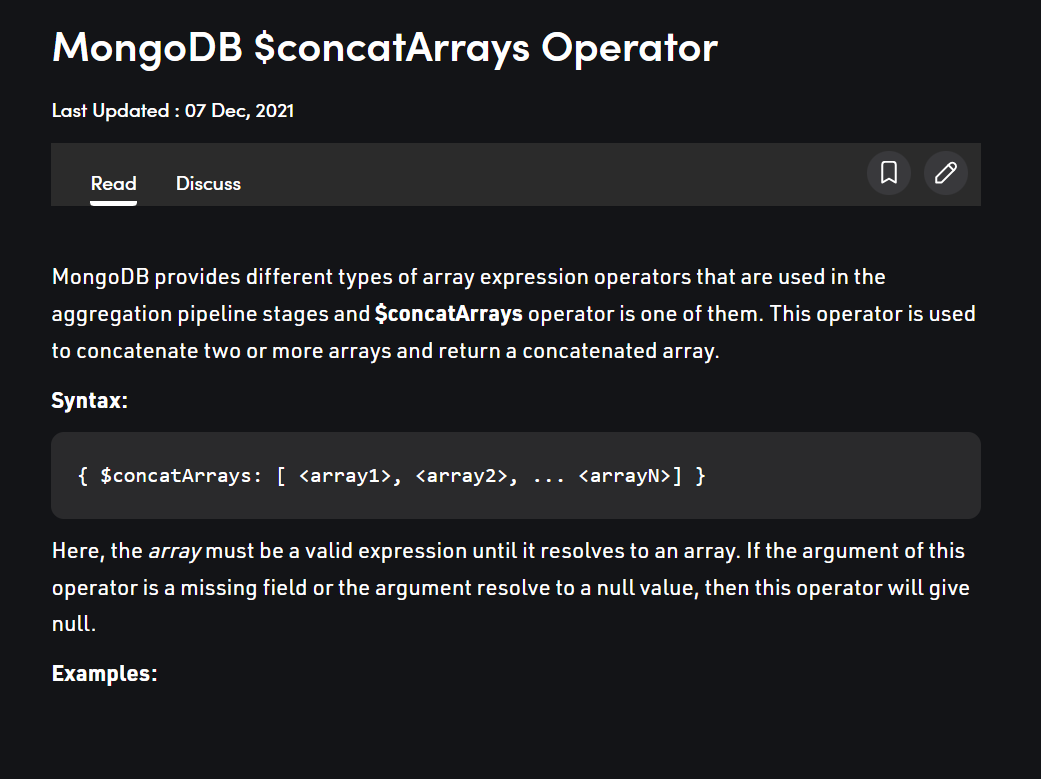 MongoDB $concatArrays Operator
Last Updated : 07 Dec, 2021
Read Discuss
MongoDB provides different types of array expression operators that are used in the
aggregation pipeline stages and $concatArrays operator is one of them. This operator is used
to concatenate two or more arrays and return a concatenated array.
Syntax:
{ $concatArrays: [ <array1>, <array2>, ... <arrayN>] }
Here, the array must be a valid expression until it resolves to an array. If the argument of this
operator is a missing field or the argument resolve to a null value, then this operator will give
null.
Examples: